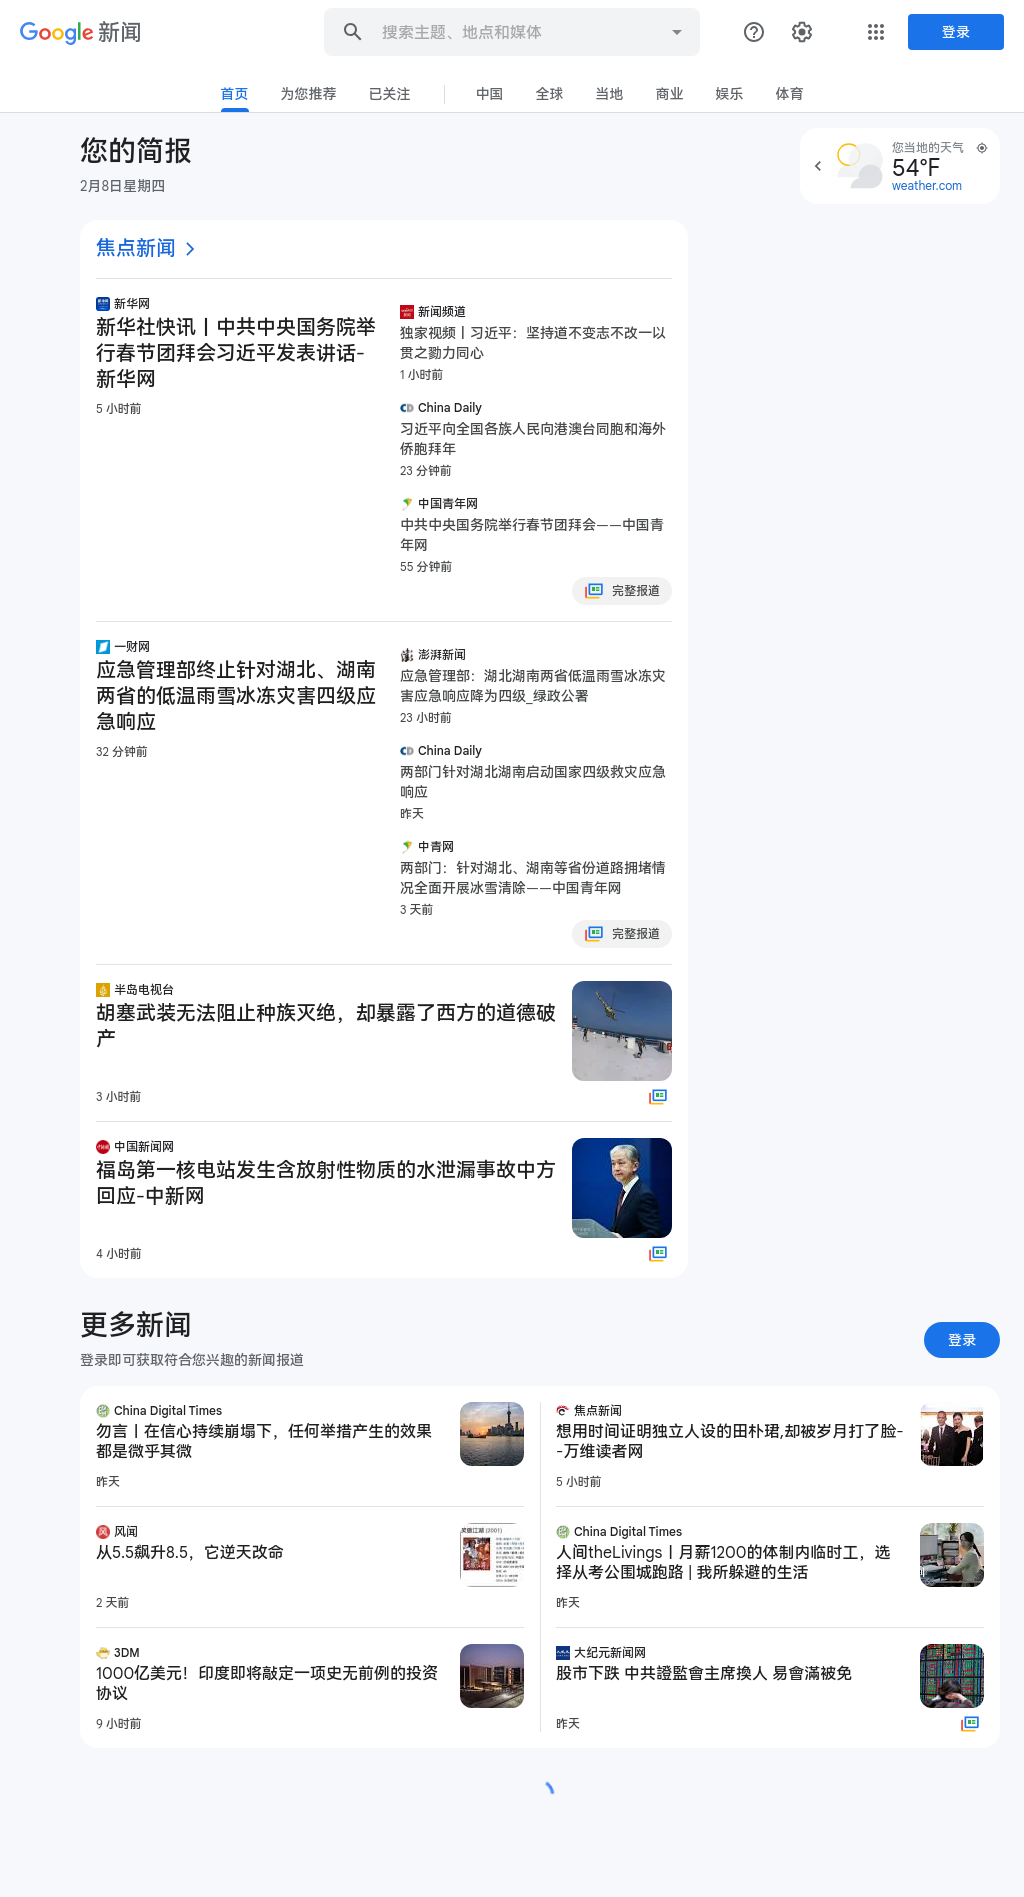 Google 新闻
搜索主题、地点和媒体
登录
首页
为您推荐
已关注
中国
全球
当地
商业
娱乐
体育
您的简报
2月8日星期四
您当地的天气
54°F
weather.com
焦点新闻
新华网
新华社快讯丨中共中央国务院举
行春节团拜会习近平发表讲话-
新华网
5 小时前
新闻频道
独家视频丨习近平：坚持道不变志不改一以
贯之勠力同心
1 小时前
China Daily
习近平向全国各族人民向港澳台同胞和海外
侨胞拜年
23 分钟前
中国青年网
中共中央国务院举行春节团拜会——中国青
年网
55 分钟前
完整报道
一财网
应急管理部终止针对湖北、湖南
两省的低温雨雪冰冻灾害四级应
急响应
32 分钟前
澎湃新闻
应急管理部：湖北湖南两省低温雨雪冰冻灾
害应急响应降为四级_绿政公署
23 小时前
China Daily
两部门针对湖北湖南启动国家四级救灾应急
响应
昨天
中青网
两部门：针对湖北、湖南等省份道路拥堵情
况全面开展冰雪清除——中国青年网
3 天前
完整报道
半岛电视台
胡塞武装无法阻止种族灭绝，却暴露了西方的道德破
产
3 小时前
中国新闻网
福岛第一核电站发生含放射性物质的水泄漏事故中方
回应-中新网
4 小时前
更多新闻
登录即可获取符合您兴趣的新闻报道
登录
China Digital Times
勿言丨在信心持续崩塌下，任何举措产生的效果
都是微乎其微
昨天
焦点新闻
想用时间证明独立人设的田朴珺,却被岁月打了脸-
-万维读者网
5 小时前
风闻
从5.5飙升8.5，它逆天改命
2 天前
笑傲江湖 (2001)
China Digital Times
人间theLivings丨月薪1200的体制内临时工，选
择从考公围城跑路 | 我所躲避的生活
昨天
3DM
1000亿美元！印度即将敲定一项史无前例的投资
协议
9 小时前
大纪元新闻网
股市下跌 中共證監會主席換人 易會滿被免
昨天